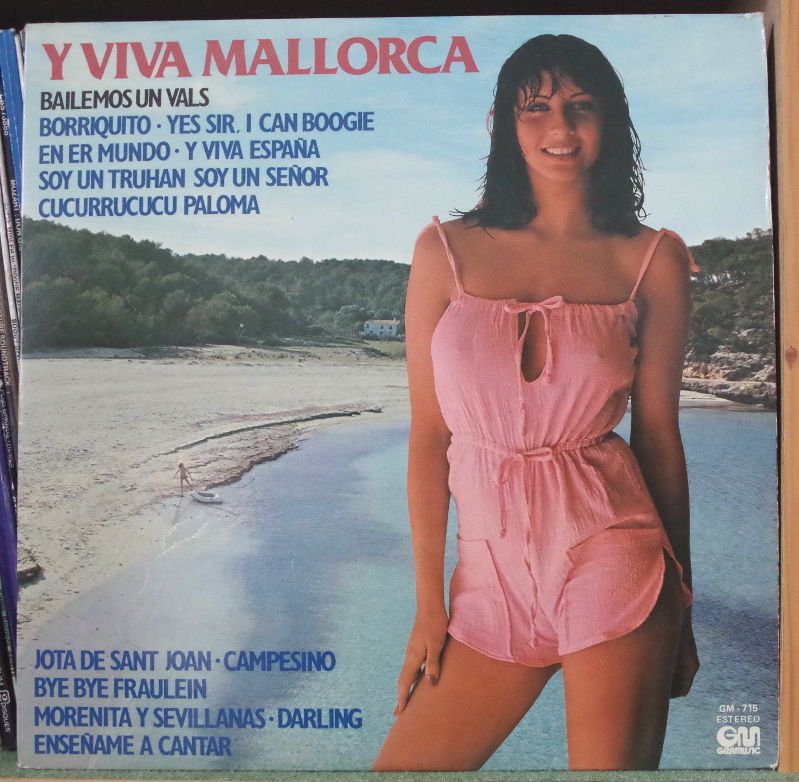 Y VIVA MALLORCA
BAILEMOS UN VALS
BORRIQUITO · YES SIR, I CAN BOOGIE
EN ER MUNDO · Y VIVA ESPAÑA
SOY UN TRUHAN SOY UN SEÑOR
CUCURRUCUCU PALOMA
JOTA DE SANT JOAN · CAMPESINO
BYE BYE FRAULEIN
MORENITA Y SEVILLANAS · DARLING
ENSEÑAME A CANTAR
GM - 715
ESTEREO
GM
GRAMUSIC